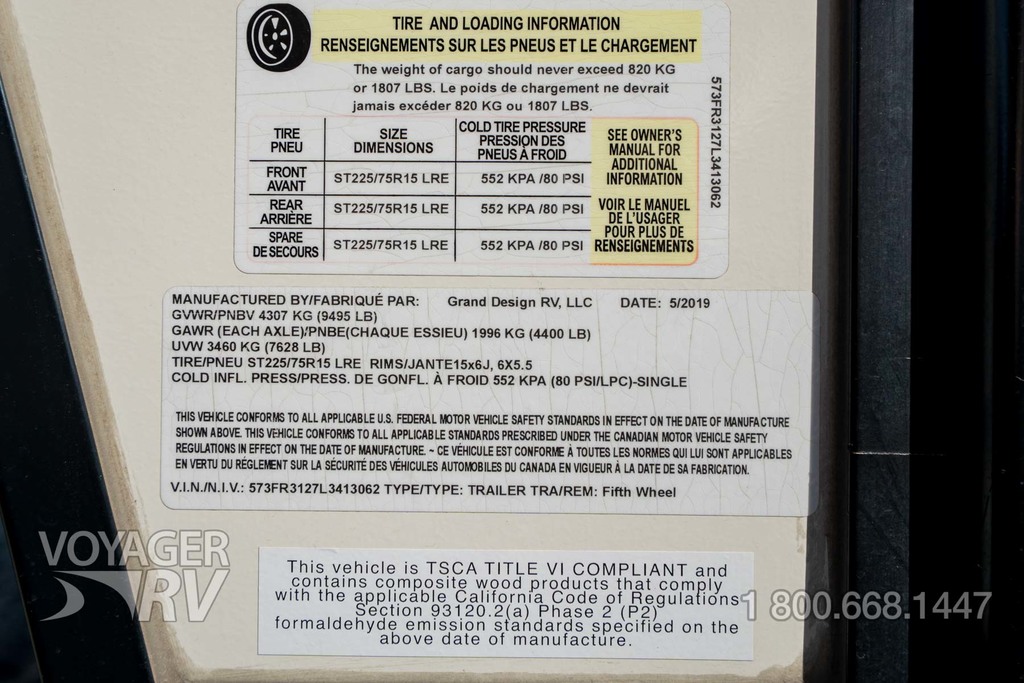 TIRE AND LOADING INFORMATION
RENSEIGNEMENTS SUR LES PNEUS ET LE CHARGEMENT
The weight of cargo should never exceed 820 KG
or 1807 LBS. Le poids de chargement ne devrait
jamais excéder 820 KG ou 1807 LBS.
TIRE
PNEU
SIZE
DIMENSIONS
COLD TIRE PRESSURE
PRESSION DES
PNEUS À FROID
FRONT
AVANT
ST225/75R15 LRE
552 KPA /80 PSI
REAR
ARRIÈRE
ST225/75R15 LRE
552 KPA /80 PSI
SPARE
DE SECOURS
ST225/75R15 LRE
552 KPA /80 PSI
SEE OWNER'S
MANUAL FOR
ADDITIONAL
INFORMATION
VOIR LE MANUEL
DE L'USAGER
POUR PLUS DE
RENSEIGNEMENTS
573FR3127L3413062
MANUFACTURED BY/FABRIQUÉ PAR: Grand Design RV, LLC DATE: 5/2019
GVWR/PNBV 4307 KG (9495 LB)
GAWR (EACH AXLE)/PNBE(CHAQUE ESSIEU) 1996 KG (4400 LB)
UVW 3460 KG (7628 LB)
TIRE/PNEU ST225/75R15 LRE RIMS/JANTE15x6J, 6X5.5
COLD INFL. PRESS/PRESS. DE GONFL. À FROID 552 KPA (80 PSI/LPC)-SINGLE
THIS VEHICLE CONFORMS TO ALL APPLICABLE U.S. FEDERAL MOTOR VEHICLE SAFETY STANDARDS IN EFFECT ON THE DATE OF MANUFACTURE
SHOWN ABOVE. THIS VEHICLE CONFORMS TO ALL APPLICABLE STANDARDS PRESCRIBED UNDER THE CANADIAN MOTOR VEHICLE SAFETY
REGULATIONS IN EFFECT ON THE DATE OF MANUFACTURE. ~ CE VÉHICULE EST CONFORME À TOUTES LES NORMES QUI LUI SONT APPLICABLES
EN VERTU DU RÉGLEMENT SUR LA SÉCURITÉ DES VÉHICULES AUTOMOBILES DU CANADA EN VIGUEUR À LA DATE DE SA FABRICATION.
V.I.N./N.I.V.: 573FR3127L3413062 TYPE/TYPE: TRAILER TRA/REM: Fifth Wheel
This vehicle is TSCA TITLE VI COMPLIANT and
contains composite wood products that comply
with the applicable California Code of Regulations
Section 93120.2(a) Phase 2 (P2)
formaldehyde emission standards specified on the
above date of manufacture.
VOYAGER
RV
1 800.668.1447